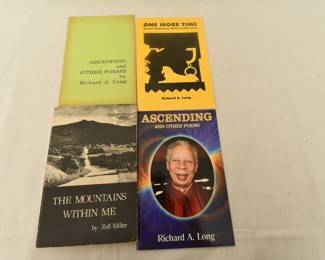 ASCENDING
and
OTHER POEMS
by
Richard A. Long
ONE MORE TIME
Richard A. Long
THE MOUNTAINS
WITHIN ME
by Zell Miller
ASCENDING
AND OTHER POEMS
Richard A. Long